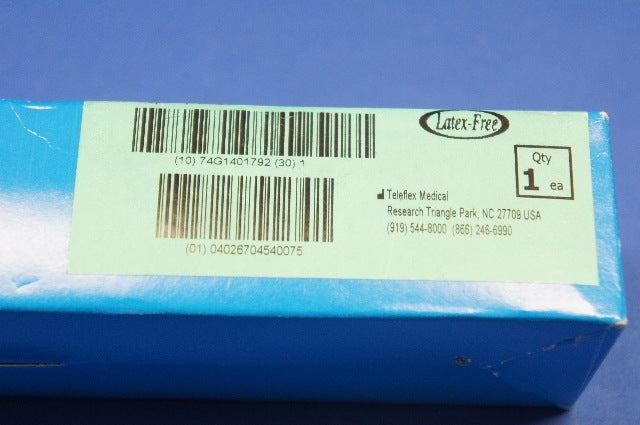 (10) 74G1401792 (30) 1
(01) 04026704540075
Latex-Free
Qty
1 ea
Teleflex Medical
Research Triangle Park, NC 27709 USA
(919) 544-8000 (866) 246-6990